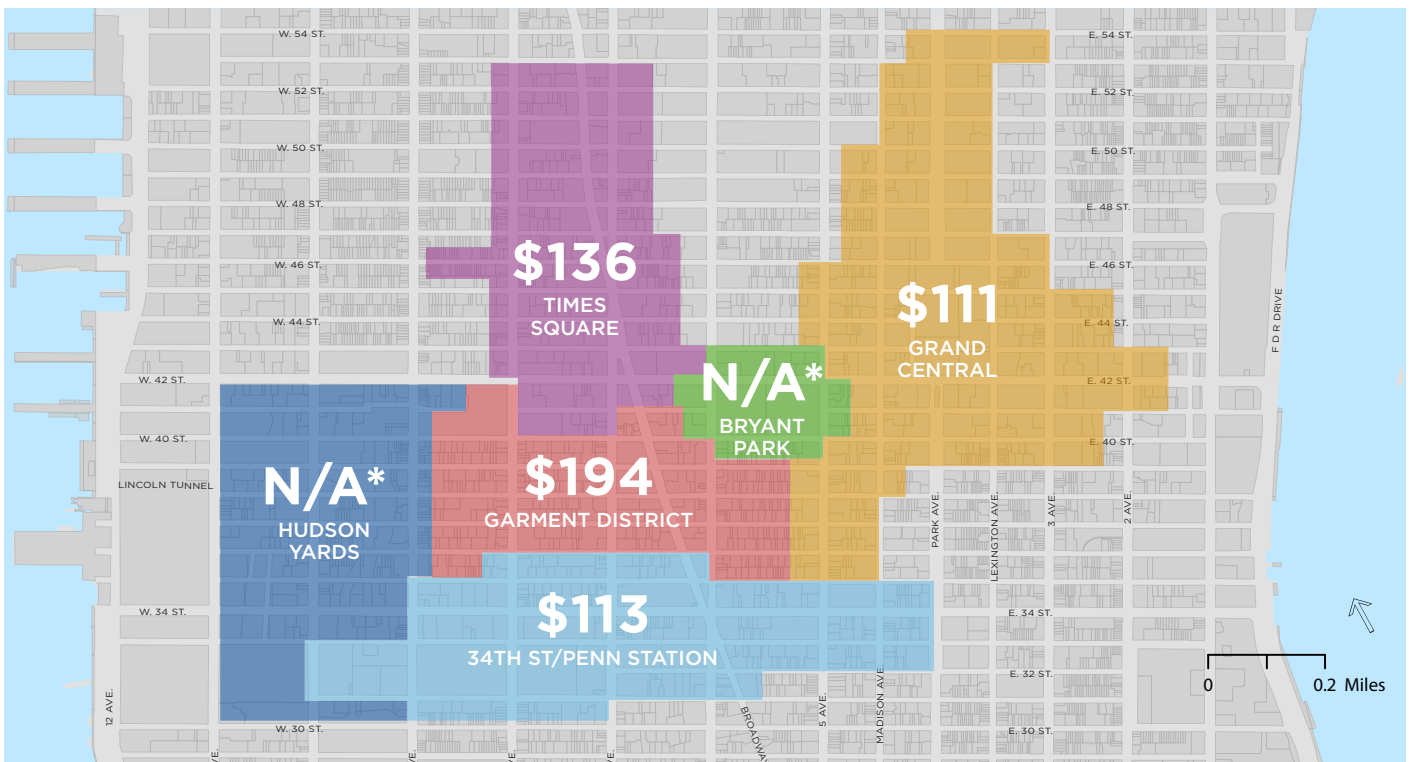 W. 54 ST.
E. 54 ST.
W. 52 ST.
E. 52 ST.
W. 50 ST.
E. 50 ST.
W. 48 ST.
E. 48 ST.
$136
TIMES
SQUARE
W. 46 ST.
E. 46 ST.
$111
GRAND
CENTRAL
W. 44 ST.
E. 44 ST.
F D R DRIVE
W. 42 ST.
E. 42 ST.
N/A*
BRYANT
PARK
W. 40 ST.
E. 40 ST.
LINCOLN TUNNEL
N/A*
HUDSON
YARDS
$194
GARMENT DISTRICT
PARK AVE.
LEXINGTON AVE.
3 AVE.
2 AVE.
W. 34 ST.
E. 34 ST.
$113
34TH ST/PENN STATION
E. 32 ST.
0
0.2 Miles
12 AVE.
5 AVE.
MADISON AVE.
BROADWAY
W. 30 ST.
E. 30 ST.
VE.
VE.
VE.
VE.